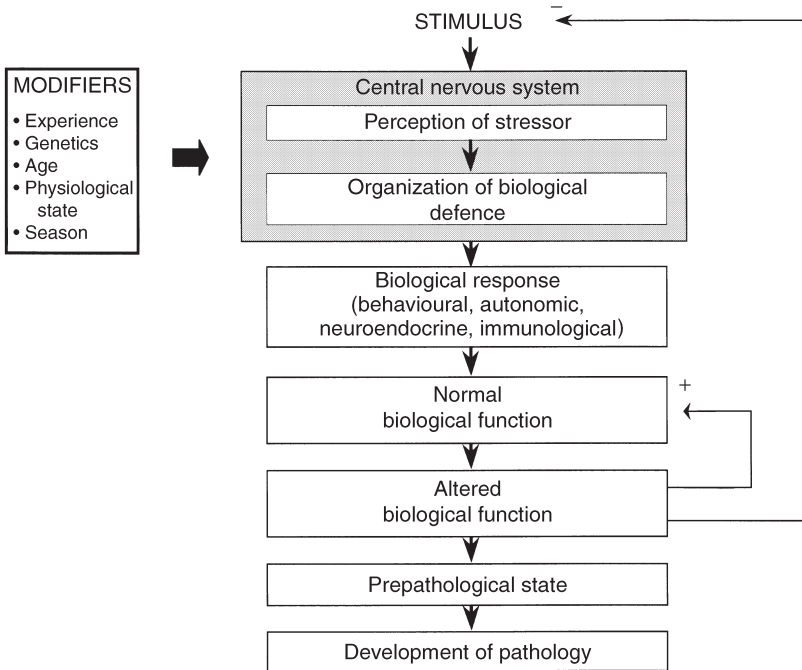 STIMULUS
−
MODIFIERS
• Experience
• Genetics
• Age
• Physiological
state
• Season
Central nervous system
Perception of stressor
Organization of biological
defence
Biological response
(behavioural, autonomic,
neuroendocrine, immunological)
Normal
biological function
+
Altered
biological function
Prepathological state
Development of pathology